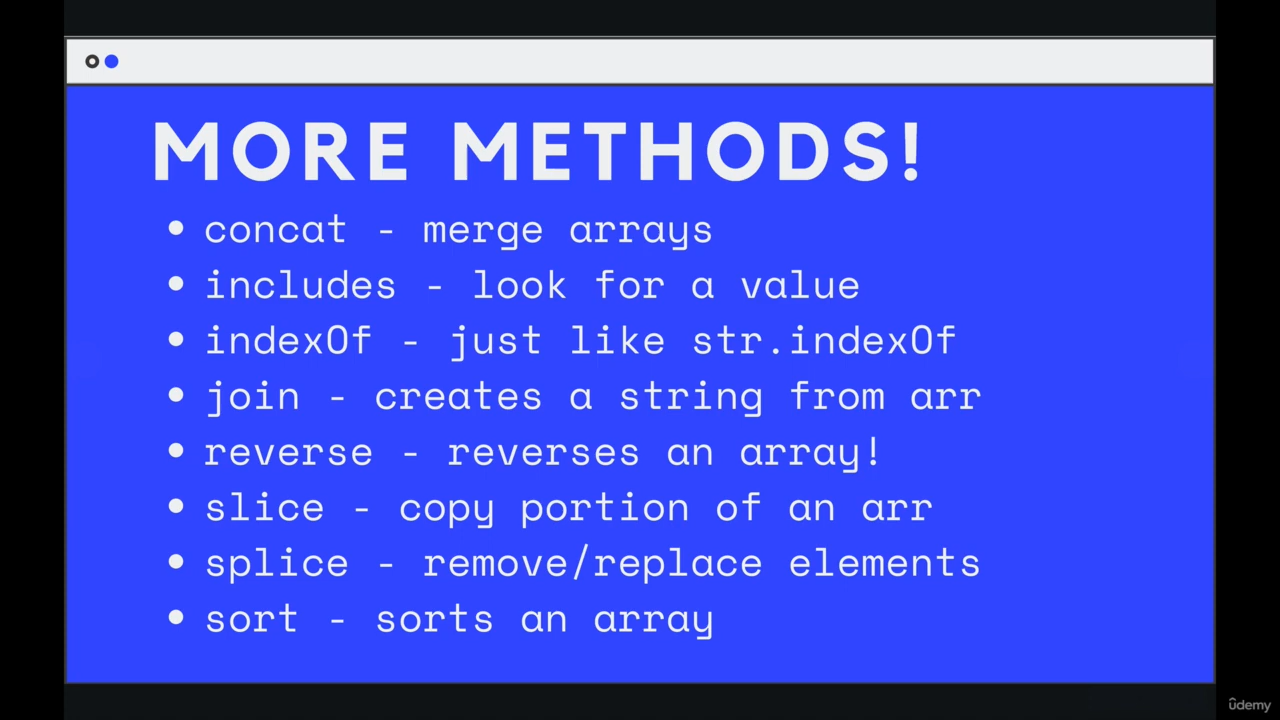 MORE METHODS!
• concat - merge arrays
• includes - look for a value
• indexOf - just like str.indexOf
• join - creates a string from arr
• reverse - reverses an array!
• slice - copy portion of an arr
• splice - remove/replace elements
• sort - sorts an array
ûdemy